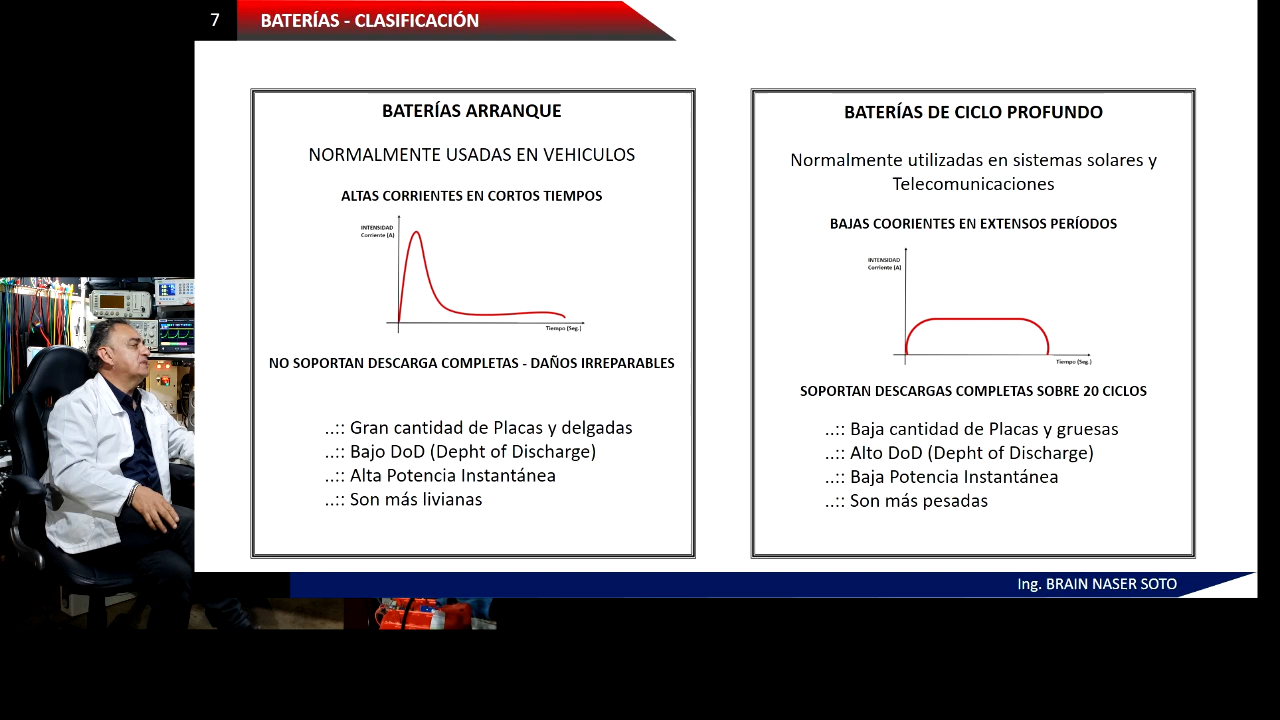 7
BATERÍAS - CLASIFICACIÓN
BATERÍAS ARRANQUE
NORMALMENTE USADAS EN VEHICULOS
ALTAS CORRIENTES EN CORTOS TIEMPOS
INTENSIDAD
Corriente (A)
Tiempo (Seg.)
NO SOPORTAN DESCARGA COMPLETAS - DAÑOS IRREPARABLES
..:: Gran cantidad de Placas y delgadas
..:: Bajo DoD (Depht of Discharge)
..:: Alta Potencia Instantánea
..:: Son más livianas
BATERÍAS DE CICLO PROFUNDO
Normalmente utilizadas en sistemas solares y
Telecomunicaciones
BAJAS COORIENTES EN EXTENSOS PERÍODOS
INTENSIDAD
Corriente (A)
Tiempo (Seg.)
SOPORTAN DESCARGAS COMPLETAS SOBRE 20 CICLOS
..:: Baja cantidad de Placas y gruesas
..:: Alto DoD (Depht of Discharge)
..:: Baja Potencia Instantánea
..:: Son más pesadas
Ing. BRAIN NASER SOTO